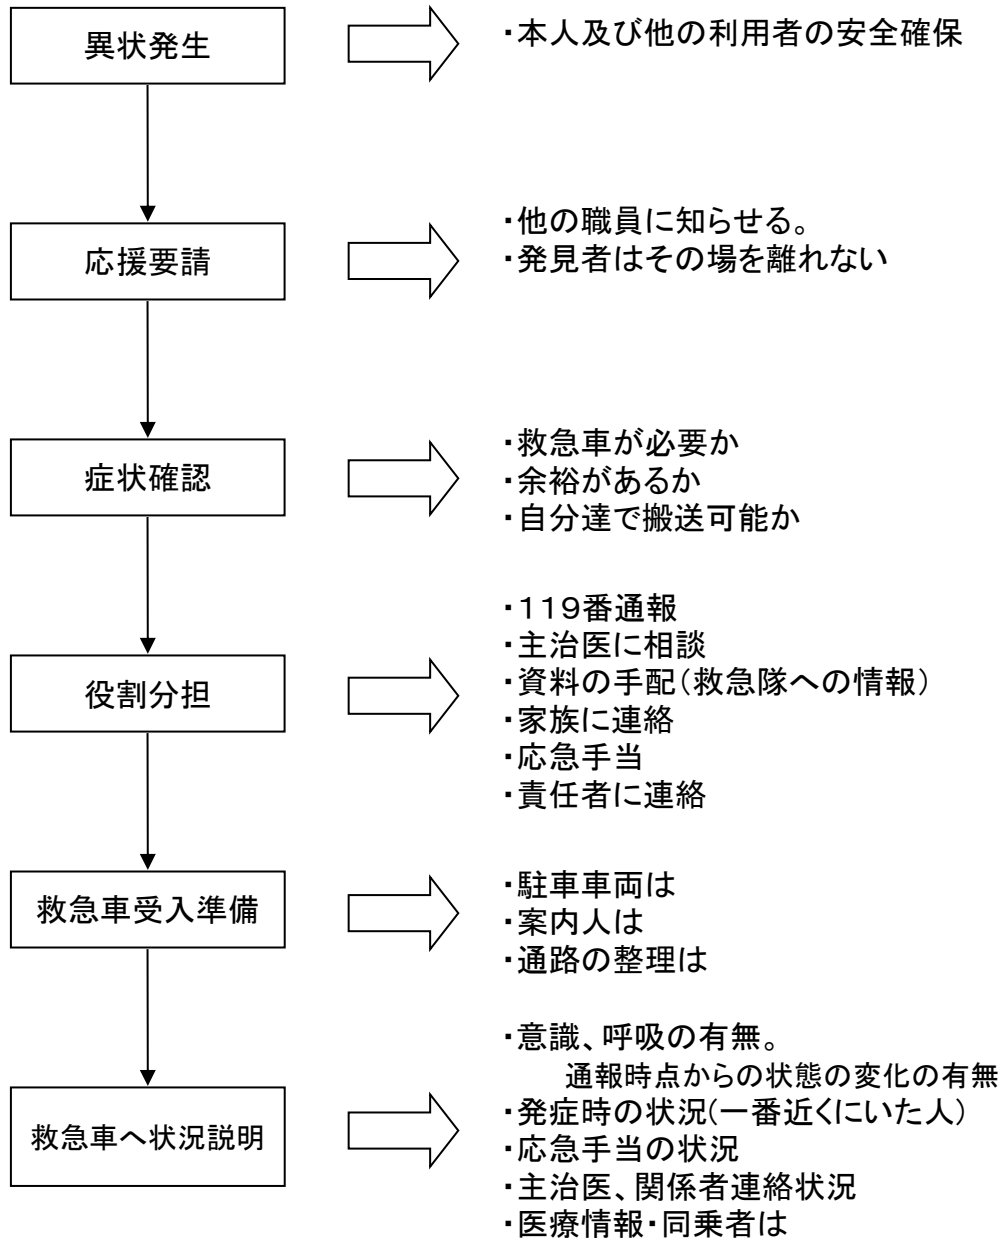 異状発生
・本人及び他の利用者の安全確保
応援要請
・他の職員に知らせる。
・発見者はその場を離れない
症状確認
・救急車が必要か
・余裕があるか
・自分達で搬送可能か
役割分担
・119番通報
・主治医に相談
・資料の手配(救急隊への情報)
・家族に連絡
・応急手当
・責任者に連絡
救急車受入準備
・駐車車両は
・案内人は
・通路の整理は
救急車へ状況説明
・意識、呼吸の有無。
通報時点からの状態の変化の有無
・発症時の状況(一番近くにいた人)
・応急手当の状況
・主治医、関係者連絡状況
・医療情報・同乗者は